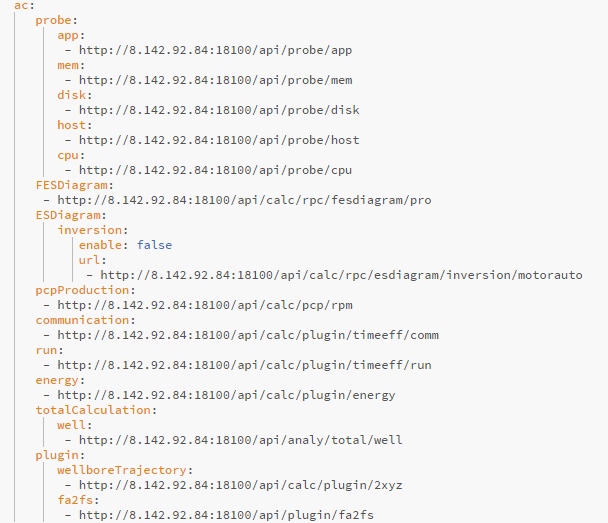 ac:
probe:
app:
- http://8.142.92.84:18100/api/probe/app
mem:
- http://8.142.92.84:18100/api/probe/mem
disk:
- http://8.142.92.84:18100/api/probe/disk
host:
- http://8.142.92.84:18100/api/probe/host
cpu:
- http://8.142.92.84:18100/api/probe/cpu
FESDiagram:
- http://8.142.92.84:18100/api/calc/rpc/fesdiagram/pro
ESDiagram:
inversion:
enable: false
url:
- http://8.142.92.84:18100/api/calc/rpc/esdiagram/inversion/motorauto
pcpProduction:
- http://8.142.92.84:18100/api/calc/pcp/rpm
communication:
- http://8.142.92.84:18100/api/calc/plugin/timeeff/comm
run:
- http://8.142.92.84:18100/api/calc/plugin/timeeff/run
energy:
- http://8.142.92.84:18100/api/calc/plugin/energy
totalCalculation:
well:
- http://8.142.92.84:18100/api/analy/total/well
plugin:
wellboreTrajectory:
- http://8.142.92.84:18100/api/calc/plugin/2xyz
fa2fs:
- http://8.142.92.84:18100/api/plugin/fa2fs